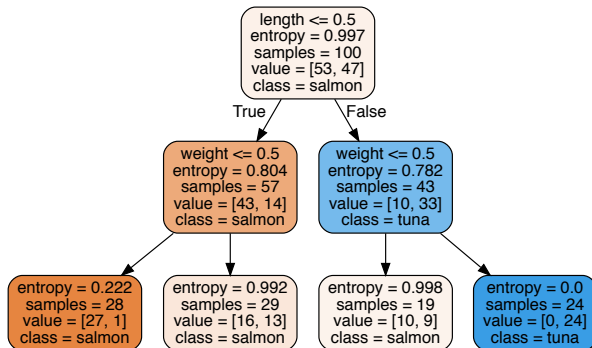 length <= 0.5
entropy = 0.997
samples = 100
value = [53, 47]
class = salmon
True
False
weight <= 0.5
entropy = 0.804
samples = 57
value = [43, 14]
class = salmon
weight <= 0.5
entropy = 0.782
samples = 43
value = [10, 33]
class = tuna
entropy = 0.222
samples = 28
value = [27, 1]
class = salmon
entropy = 0.992
samples = 29
value = [16, 13]
class = salmon
entropy = 0.998
samples = 19
value = [10, 9]
class = salmon
entropy = 0.0
samples = 24
value = [0, 24]
class = tuna